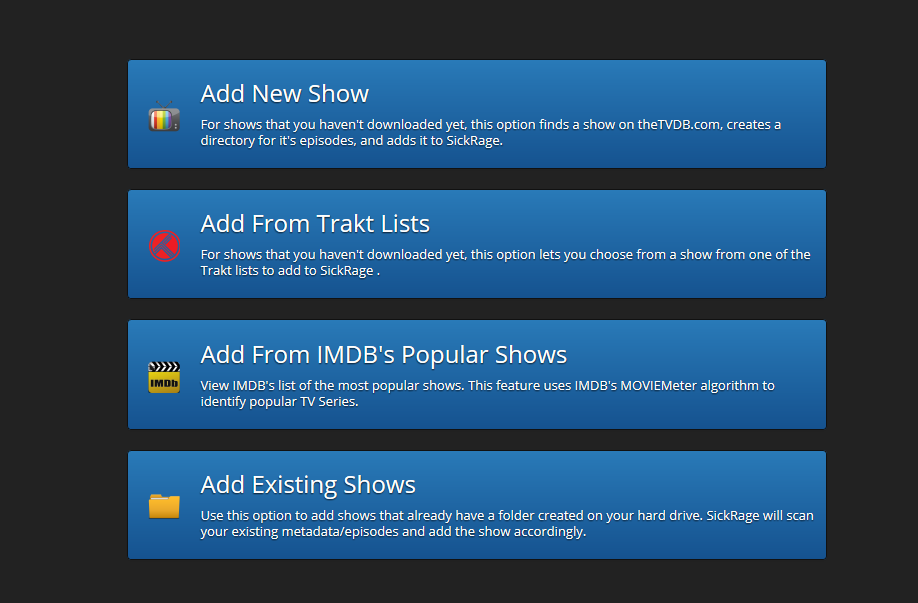 Add New Show
For shows that you haven't downloaded yet, this option finds a show on theTVDB.com, creates a
directory for it's episodes, and adds it to SickRage.
Add From Trakt Lists
For shows that you haven't downloaded yet, this option lets you choose from a show from one of the
Trakt lists to add to SickRage .
Add From IMDB's Popular Shows
IMDb
View IMDB's list of the most popular shows. This feature uses IMDB's MOVIEMeter algorithm to
identify popular TV Series.
Add Existing Shows
Use this option to add shows that already have a folder created on your hard drive. SickRage will scan
your existing metadata/episodes and add the show accordingly.